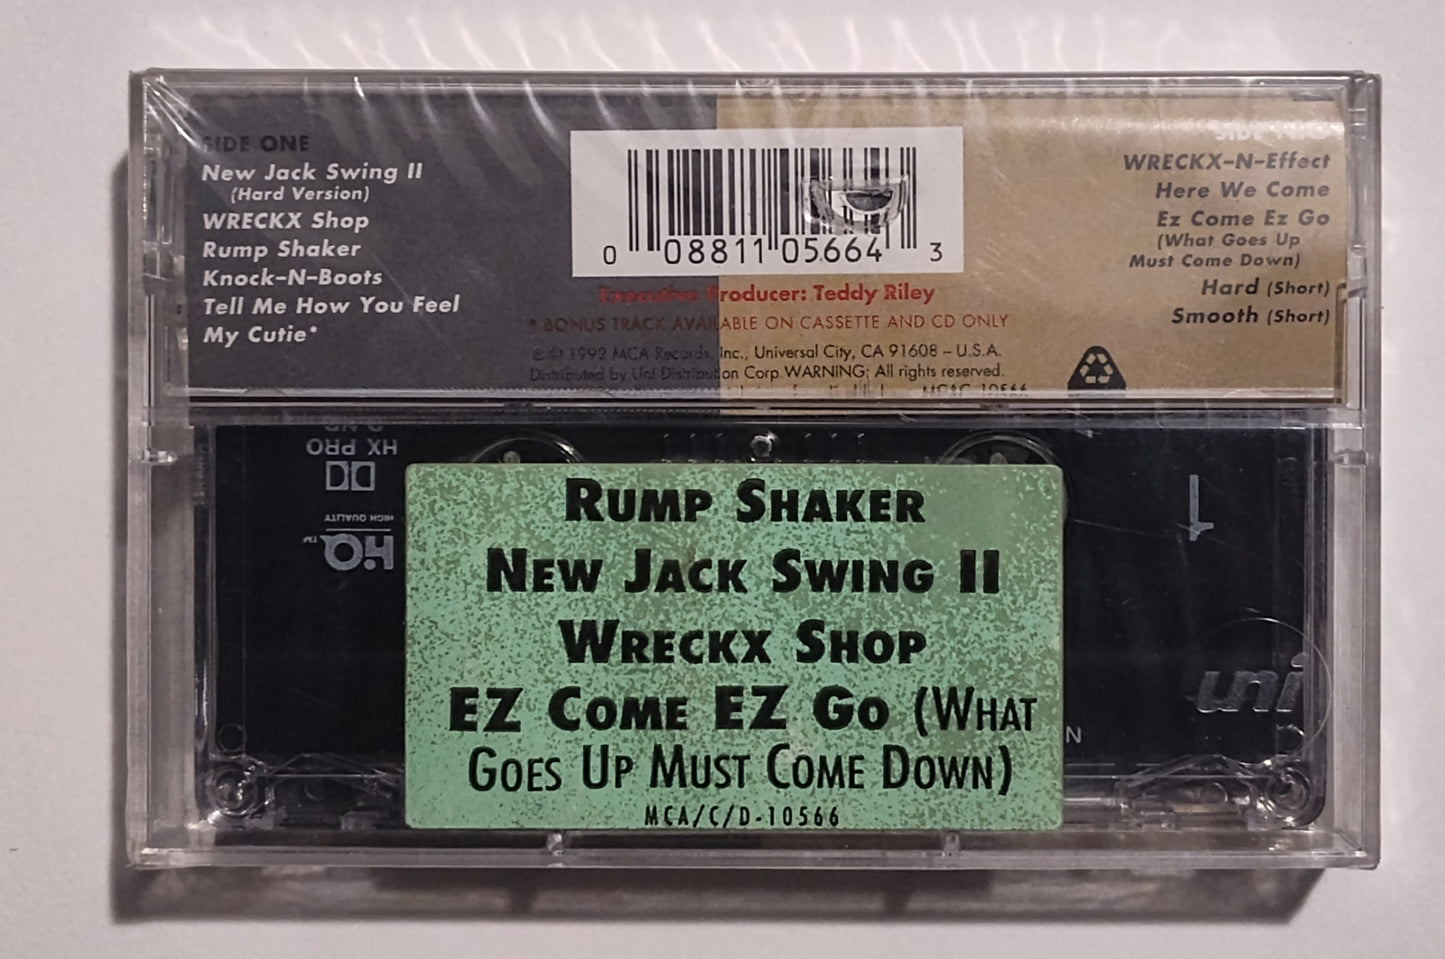 SIDE ONE
New Jack Swing II
(Hard Version)
WRECKX Shop
Rump Shaker
Knock-N-Boots
Tell Me How You Feel
My Cutie*
0 08811 05664 3
Executive Producer: Teddy Riley
* BONUS TRACK AVAILABLE ON CASSETTE AND CD ONLY
℗ © 1992 MCA Records, Inc., Universal City, CA 91608 – U.S.A.
Distributed by Uni Distribution Corp. WARNING: All rights reserved.
MCAC-10566
SIDE TWO
WRECKX-N-Effect
Here We Come
Ez Come Ez Go
(What Goes Up
Must Come Down)
Hard (Short)
Smooth (Short)
HX PRO
HIGH QUALITY
HQ™
1
uni
N
RUMP SHAKER
NEW JACK SWING II
WRECKX SHOP
EZ COME EZ GO (WHAT
GOES UP MUST COME DOWN)
MCA/C/D-10566